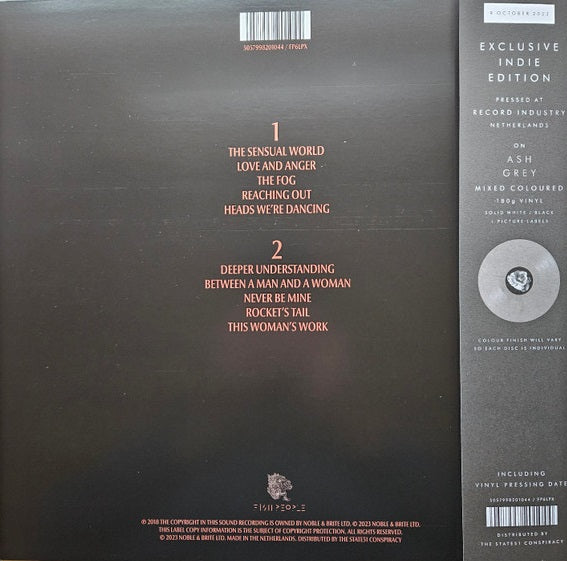 5057998201044 / FP6LPX
1
THE SENSUAL WORLD
LOVE AND ANGER
THE FOG
REACHING OUT
HEADS WE'RE DANCING
2
DEEPER UNDERSTANDING
BETWEEN A MAN AND A WOMAN
NEVER BE MINE
ROCKET'S TAIL
THIS WOMAN'S WORK
FISH PEOPLE
℗ 2018 THE COPYRIGHT IN THIS SOUND RECORDING IS OWNED BY NOBLE & BRITE LTD. © 2023 NOBLE & BRITE LTD.
THIS LABEL COPY INFORMATION IS THE SUBJECT OF COPYRIGHT PROTECTION, ALL RIGHTS RESERVED.
© 2023 NOBLE & BRITE LTD. MADE IN THE NETHERLANDS. DISTRIBUTED BY THE STATE51 CONSPIRACY
OCTOBER 2023
EXCLUSIVE
INDIE
EDITION
PRESSED AT
RECORD INDUSTRY
NETHERLANDS
ON
ASH
GREY
MIXED COLOURED
180g VINYL
SOLID WHITE / BLACK
+ PICTURE LABELS
COLOUR FINISH WILL VARY
SO EACH DISC IS INDIVIDUAL
INCLUDING
VINYL PRESSING DATE
5057998201044 / FP6LPX
DISTRIBUTED BY
THE STATE51 CONSPIRACY